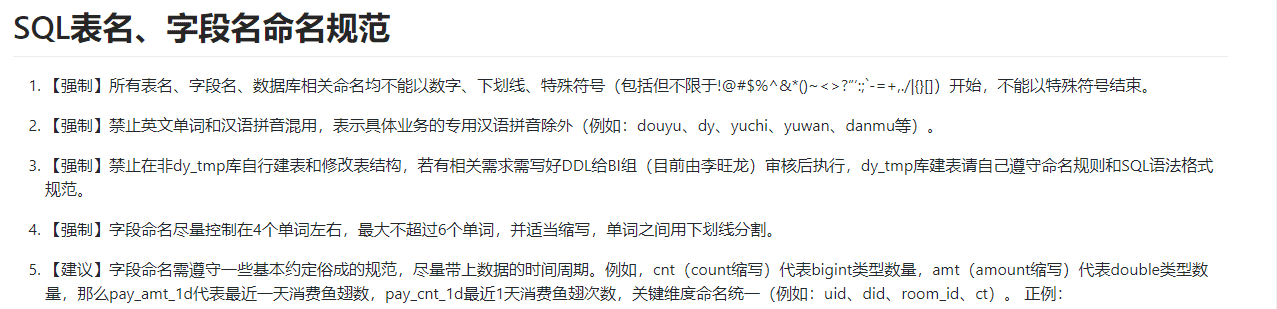 SQL表名、字段名命名规范
1. 【强制】所有表名、字段名、数据库相关命名均不能以数字、下划线、特殊符号（包括但不限于!@#$%^&*()~<>?”‘:;`-=+,./|{}[]）开始，不能以特殊符号结束。
2. 【强制】禁止英文单词和汉语拼音混用，表示具体业务的专用汉语拼音除外（例如：douyu、dy、yuchi、yuwan、danmu等）。
3. 【强制】禁止在非dy_tmp库自行建表和修改表结构，若有相关需求需写好DDL给BI组（目前由李旺龙）审核后执行，dy_tmp库建表请自己遵守命名规则和SQL语法格式
规范。
4. 【强制】字段命名尽量控制在4个单词左右，最大不超过6个单词，并适当缩写，单词之间用下划线分割。
5. 【建议】字段命名需遵守一些基本约定俗成的规范，尽量带上数据的时间周期。例如，cnt（count缩写）代表bigint类型数量，amt（amount缩写）代表double类型数
量，那么pay_amt_1d代表最近一天消费鱼翅数，pay_cnt_1d最近1天消费鱼翅次数，关键维度命名统一（例如：uid、did、room_id、ct）。 正例：